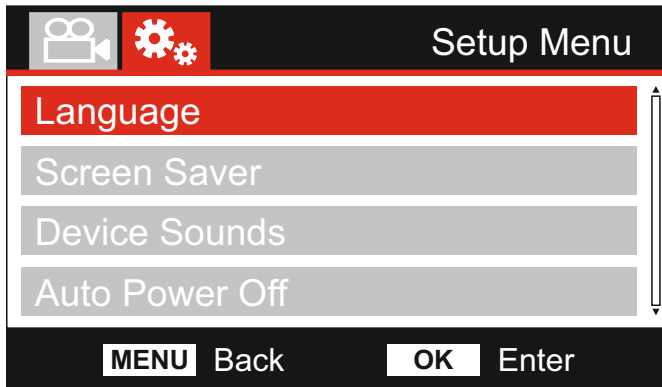 Setup Menu
Language
Screen Saver
Device Sounds
Auto Power Off
MENU Back OK Enter